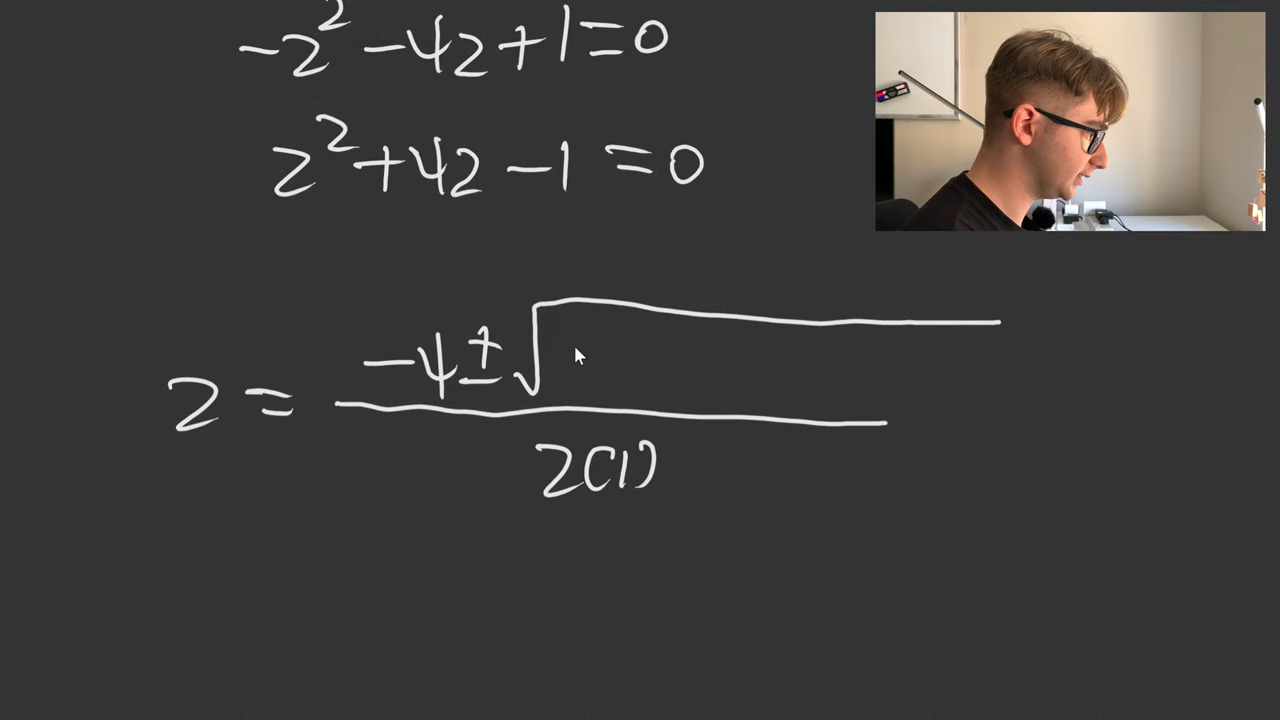 -z² - 4z + 1 = 0
z² + 4z - 1 = 0
z = (-4 ± √ ) / 2(1)